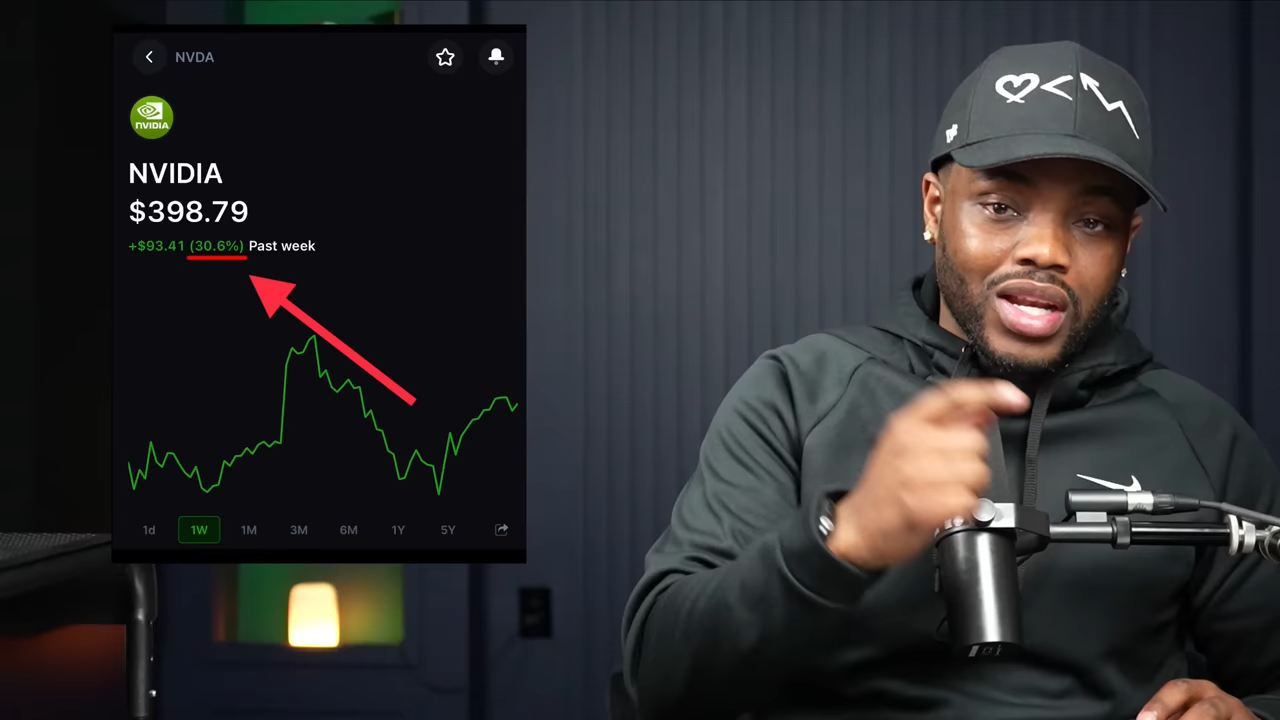 NVDA
NVIDIA
NVIDIA
$398.79
+$93.41 (30.6%) Past week
1d 1W 1M 3M 6M 1Y 5Y